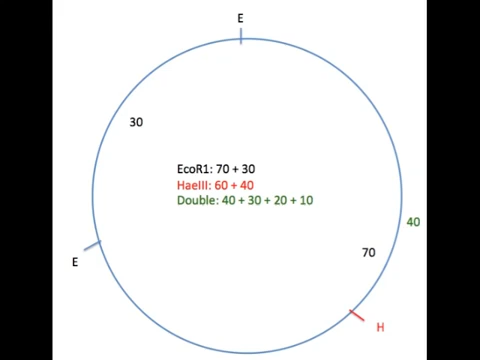 E
30
EcoR1: 70 + 30
HaeIII: 60 + 40
Double: 40 + 30 + 20 + 10
40
70
E
H